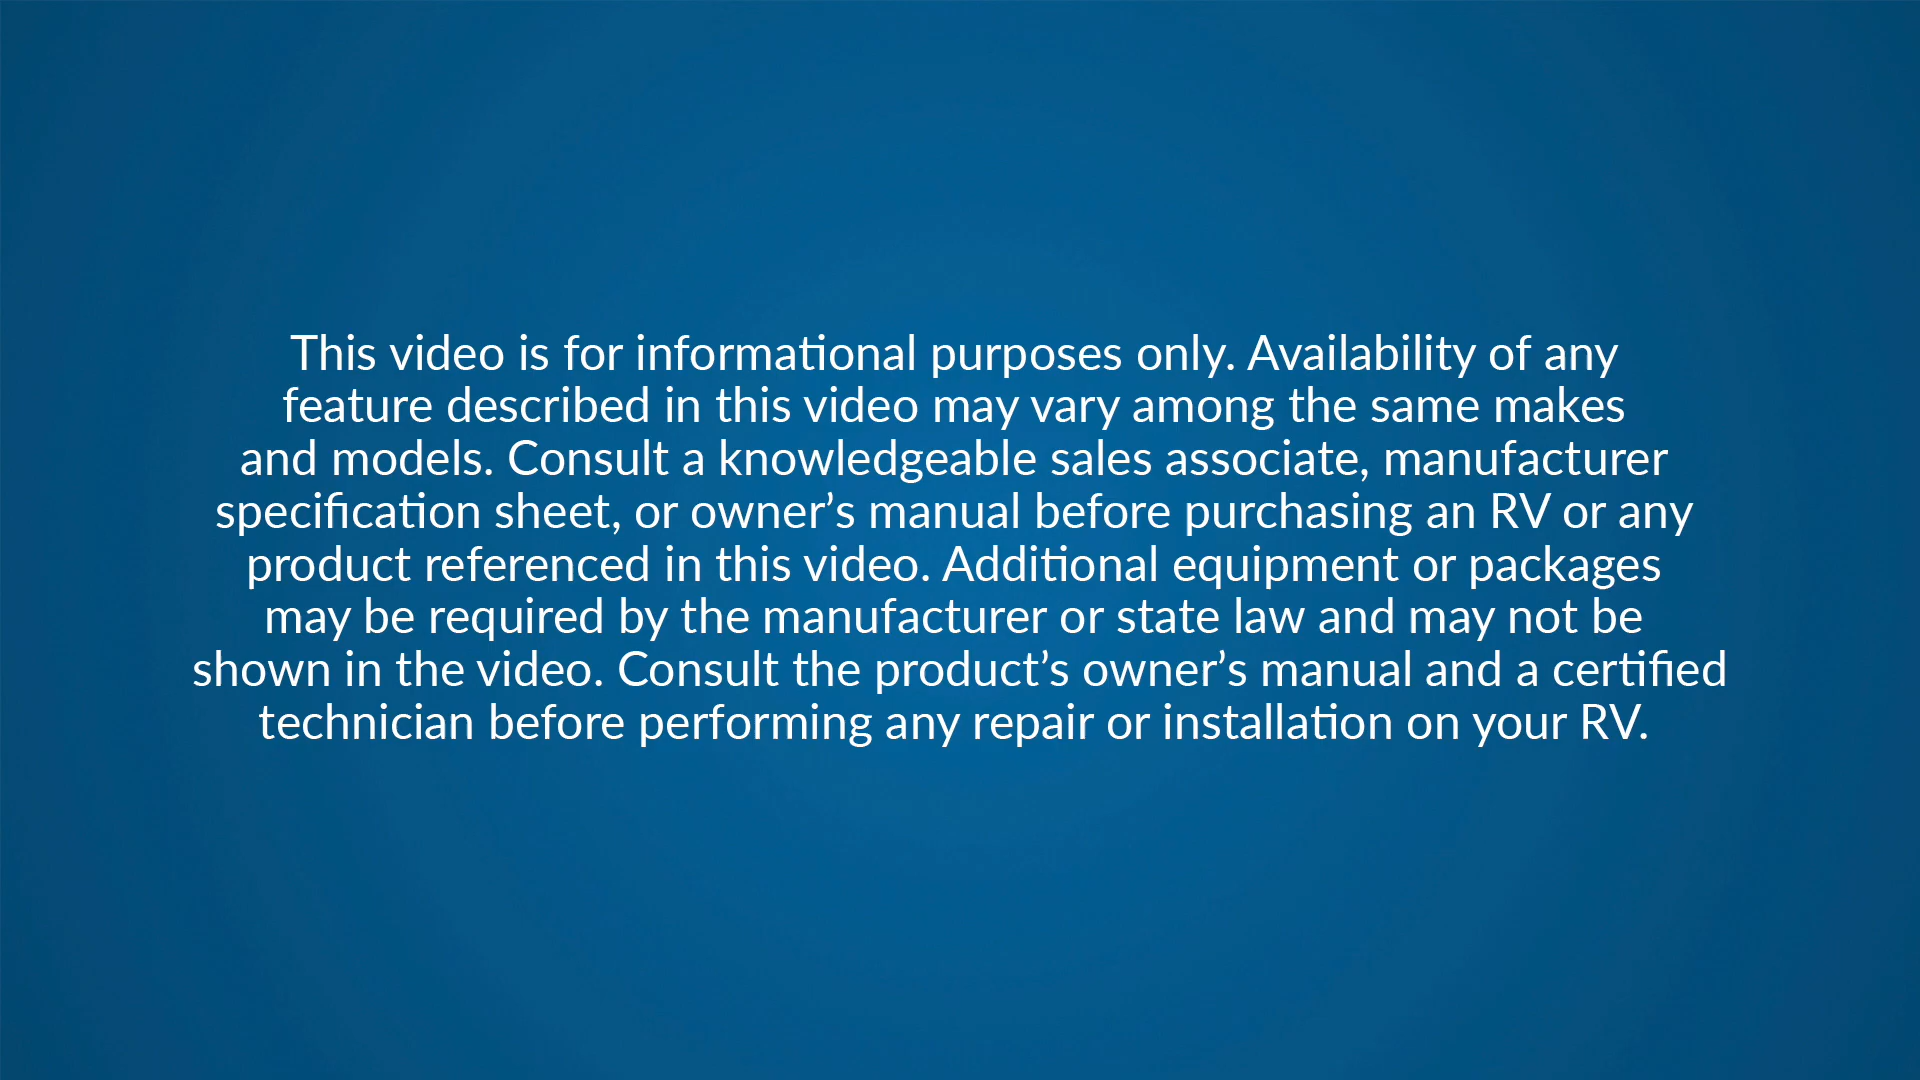 This video is for informational purposes only. Availability of any
feature described in this video may vary among the same makes
and models. Consult a knowledgeable sales associate, manufacturer
specification sheet, or owner’s manual before purchasing an RV or any
product referenced in this video. Additional equipment or packages
may be required by the manufacturer or state law and may not be
shown in the video. Consult the product’s owner’s manual and a certified
technician before performing any repair or installation on your RV.